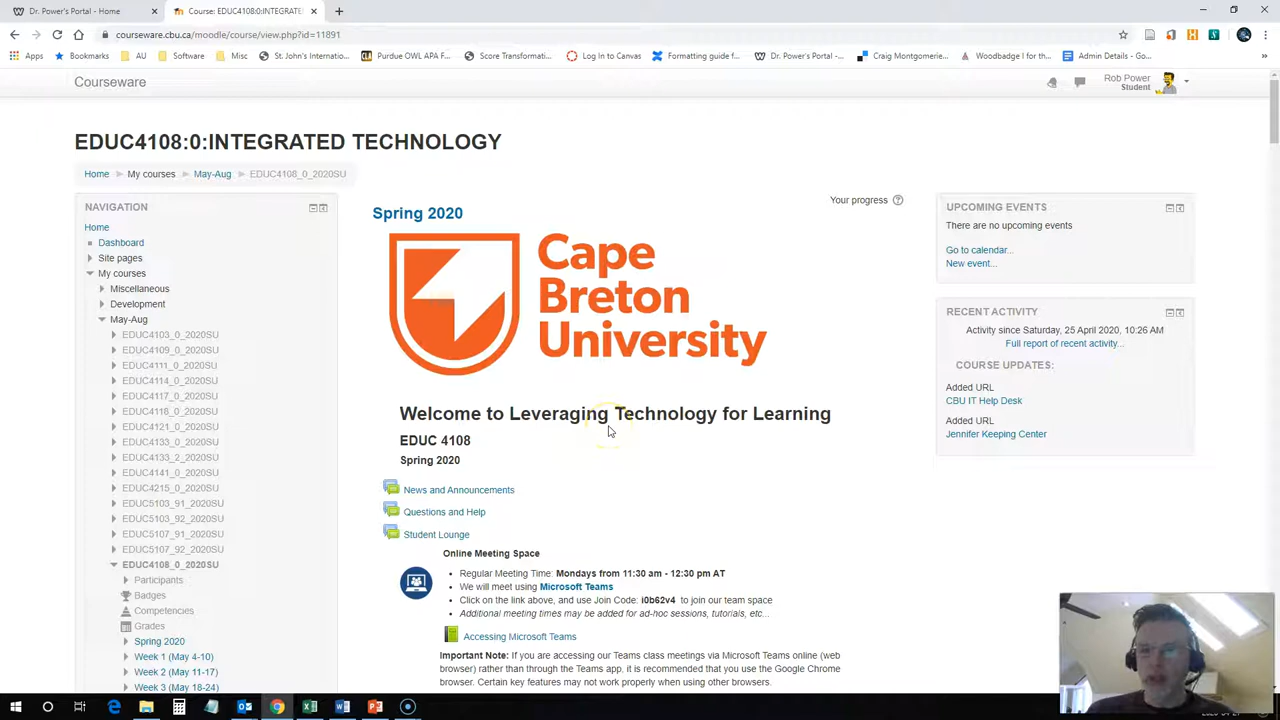 Dr. Power's Portal - Home
Course: EDUC4108:0:INTEGRATE
courseware.cbu.ca/moodle/course/view.php?id=11891
Apps
Bookmarks
AU
Software
Misc
St. John's Internatio...
Purdue OWL APA F...
Score Transformatio...
Log In to Canvas
Formatting guide f...
Dr. Power's Portal -...
Craig Montgomerie...
Woodbadge I for th...
Admin Details - Go...
Courseware
Rob Power
Student
EDUC4108:0:INTEGRATED TECHNOLOGY
Home
My courses
May-Aug
EDUC4108_0_2020SU
NAVIGATION
Home
Dashboard
Site pages
My courses
Miscellaneous
Development
May-Aug
EDUC4103_0_2020SU
EDUC4109_0_2020SU
EDUC4111_0_2020SU
EDUC4114_0_2020SU
EDUC4117_0_2020SU
EDUC4118_0_2020SU
EDUC4121_0_2020SU
EDUC4133_0_2020SU
EDUC4133_2_2020SU
EDUC4141_0_2020SU
EDUC4215_0_2020SU
EDUC5103_91_2020SU
EDUC5103_92_2020SU
EDUC5107_91_2020SU
EDUC5107_92_2020SU
EDUC4108_0_2020SU
Participants
Badges
Competencies
Grades
Spring 2020
Week 1 (May 4-10)
Week 2 (May 11-17)
Week 3 (May 18-24)
Your progress
Spring 2020
Cape
Breton
University
Welcome to Leveraging Technology for Learning
EDUC 4108
Spring 2020
News and Announcements
Questions and Help
Student Lounge
Online Meeting Space
• Regular Meeting Time: Mondays from 11:30 am - 12:30 pm AT
• We will meet using Microsoft Teams
• Click on the link above, and use Join Code: i0b62v4 to join our team space
• Additional meeting times may be added for ad-hoc sessions, tutorials, etc...
Accessing Microsoft Teams
Important Note: If you are accessing our Teams class meetings via Microsoft Teams online (web
browser) rather than through the Teams app, it is recommended that you use the Google Chrome
browser. Certain key features may not work properly when using other browsers.
UPCOMING EVENTS
There are no upcoming events
Go to calendar...
New event...
RECENT ACTIVITY
Activity since Saturday, 25 April 2020, 10:26 AM
Full report of recent activity...
COURSE UPDATES:
Added URL
CBU IT Help Desk
Added URL
Jennifer Keeping Center